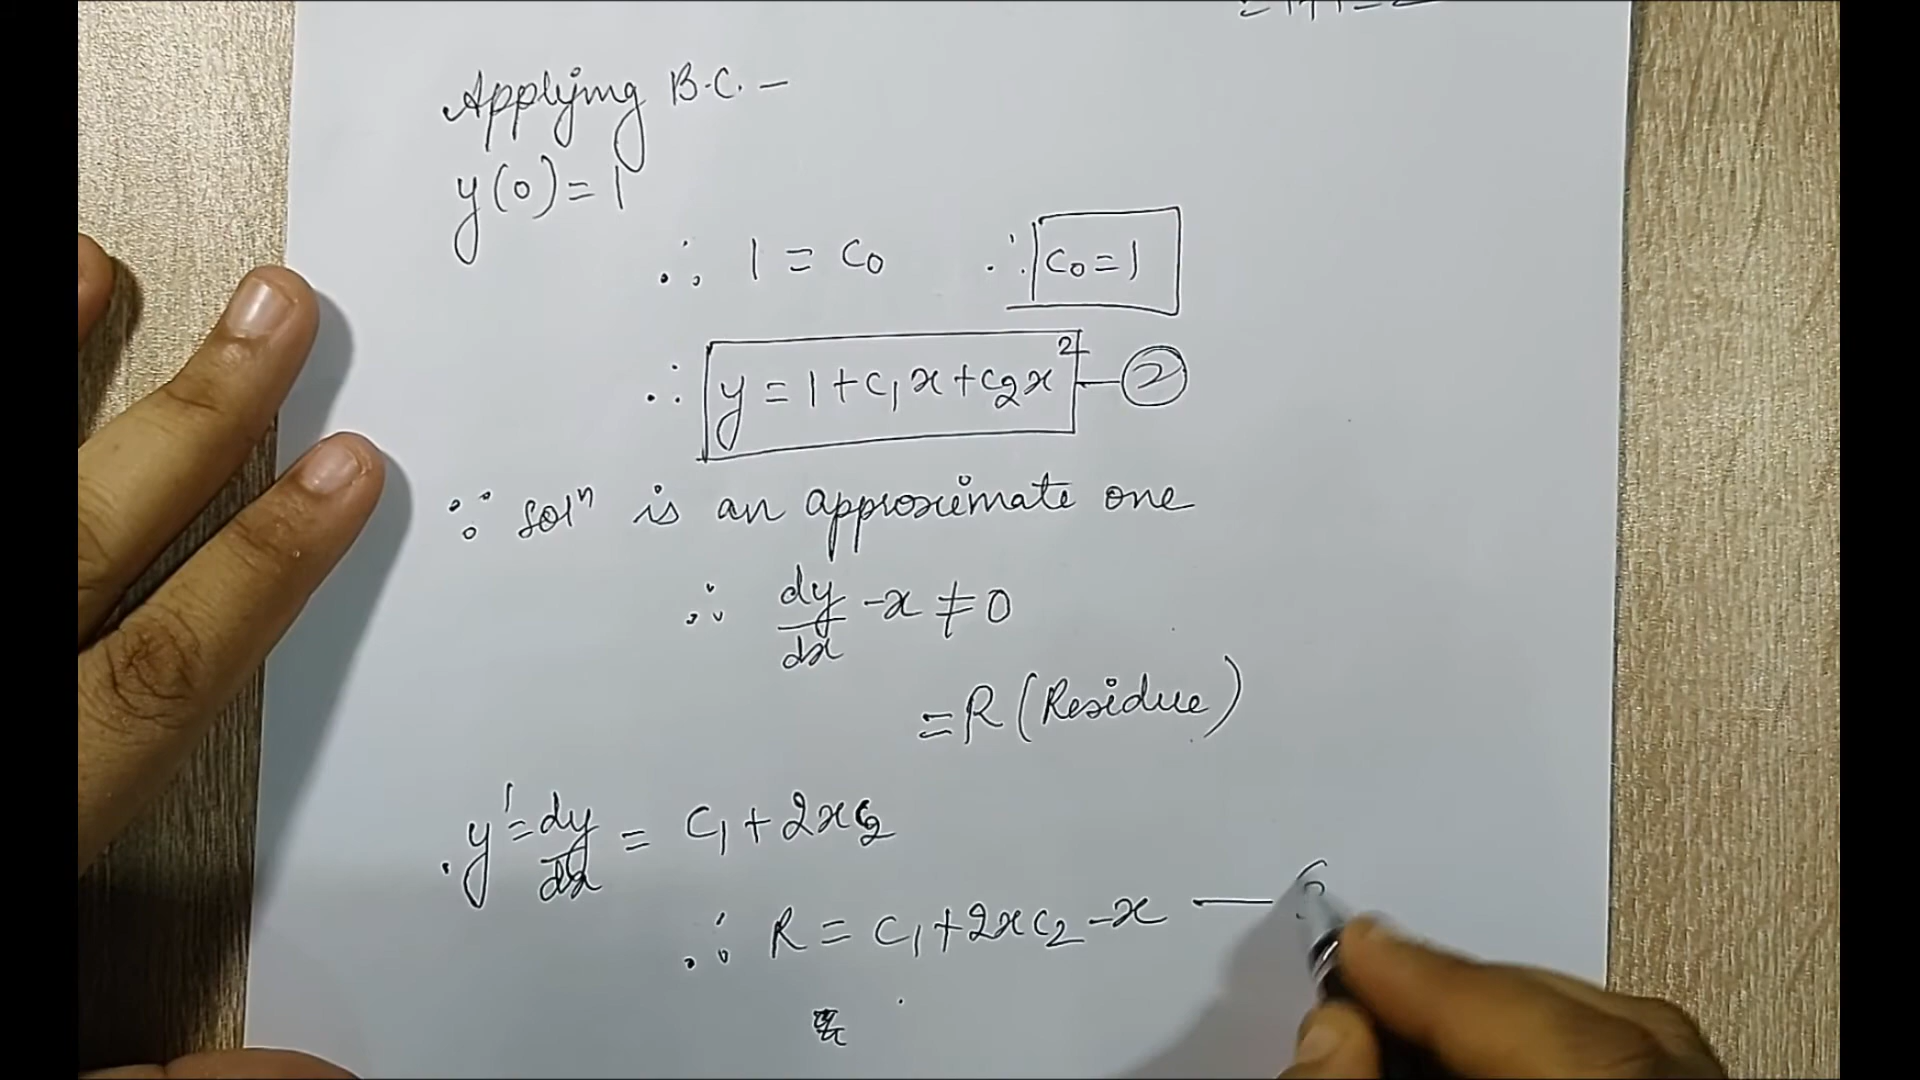 Applying B.C. –
y(0) = 1
∴ 1 = c₀ ∴ c₀ = 1
∴ y = 1 + c₁x + c₂x² — ②
∵ solⁿ is an approximate one
∴ dy/dx - x ≠ 0
= R (Residue)
y' = dy/dx = c₁ + 2xc₂
∴ R = c₁ + 2xc₂ - x —